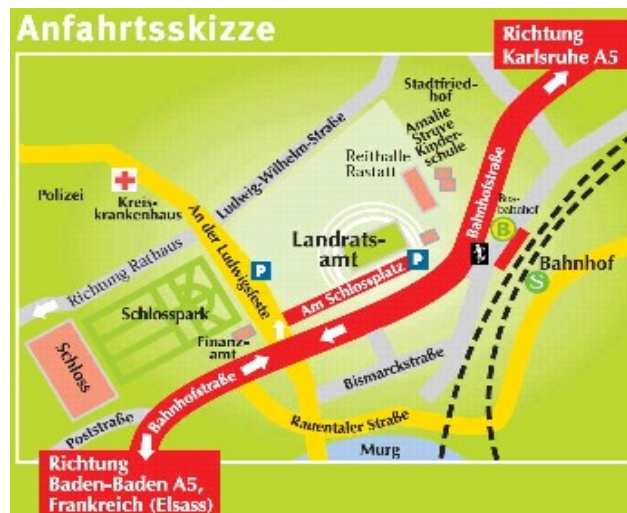 Anfahrtsskizze
Richtung
Karlsruhe A5
Stadtfried-
hof
Amalie
Struve
Kinder-
schule
Reithalle
Rastatt
Ludwig-Wilhelm-Straße
Polizei
Kreis-
krankenhaus
An der Ludwigsfeste
Bahnhofstraße
Bus-
bahnhof
B
Bahnhof
S
Landrats-
amt
P
P
Am Schlossplatz
Richung Rathaus
Schlosspark
Schloss
Finanz-
amt
Bahnhofstraße
Bismarckstraße
Poststraße
Rauentaler Straße
Murg
Richtung
Baden-Baden A5,
Frankreich (Elsass)